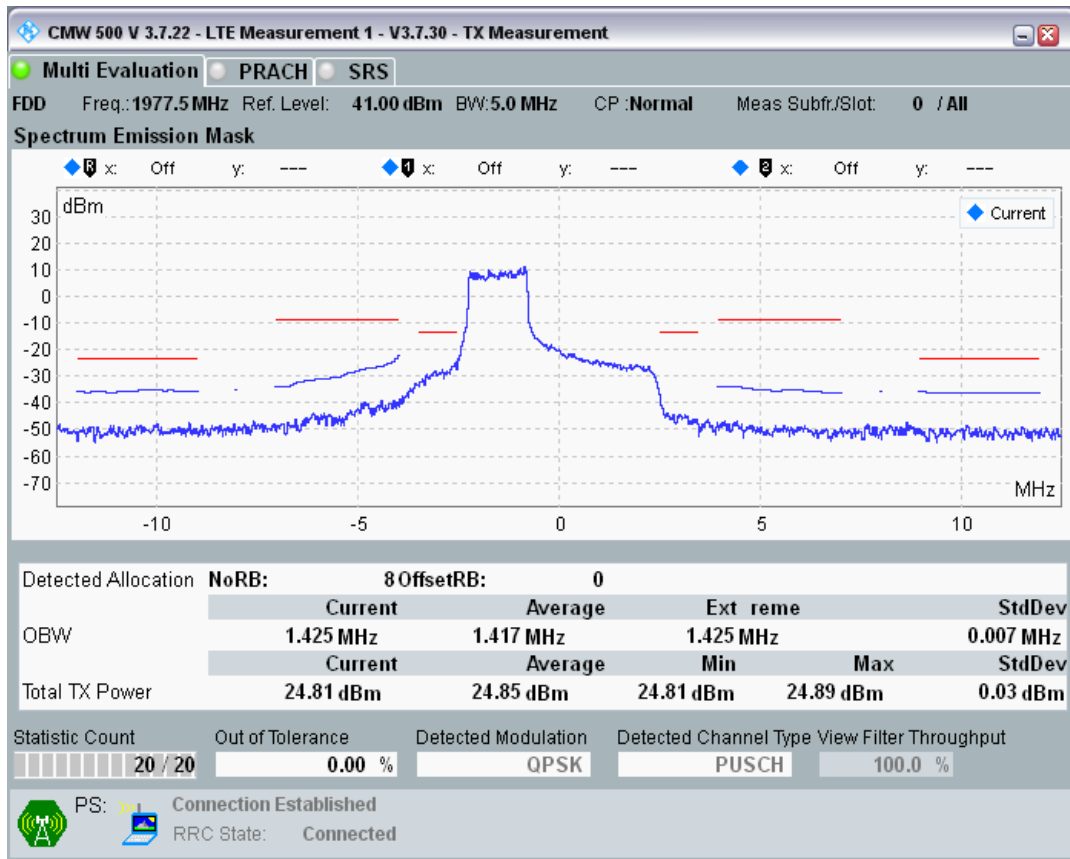 CMW 500 V 3.7.22 - LTE Measurement 1 - V3.7.30 - TX Measurement
Multi Evaluation PRACH SRS
FDD Freq.: 1977.5 MHz Ref. Level: 41.00 dBm BW: 5.0 MHz CP : Normal Meas Subfr./Slot: 0 / All
Spectrum Emission Mask
R x: Off y: --- 1 x: Off y: --- 2 x: Off y: ---
dBm
Current
30
20
10
0
-10
-20
-30
-40
-50
-60
-70
MHz
-10 -5 0 5 10
Detected Allocation NoRB: 8 OffsetRB: 0
Current Average Ext reme StdDev
OBW 1.425 MHz 1.417 MHz 1.425 MHz 0.007 MHz
Current Average Min Max StdDev
Total TX Power 24.81 dBm 24.85 dBm 24.81 dBm 24.89 dBm 0.03 dBm
Statistic Count Out of Tolerance Detected Modulation Detected Channel Type View Filter Throughput
20 / 20 0.00 % QPSK PUSCH 100.0 %
PS: Connection Established
RRC State: Connected